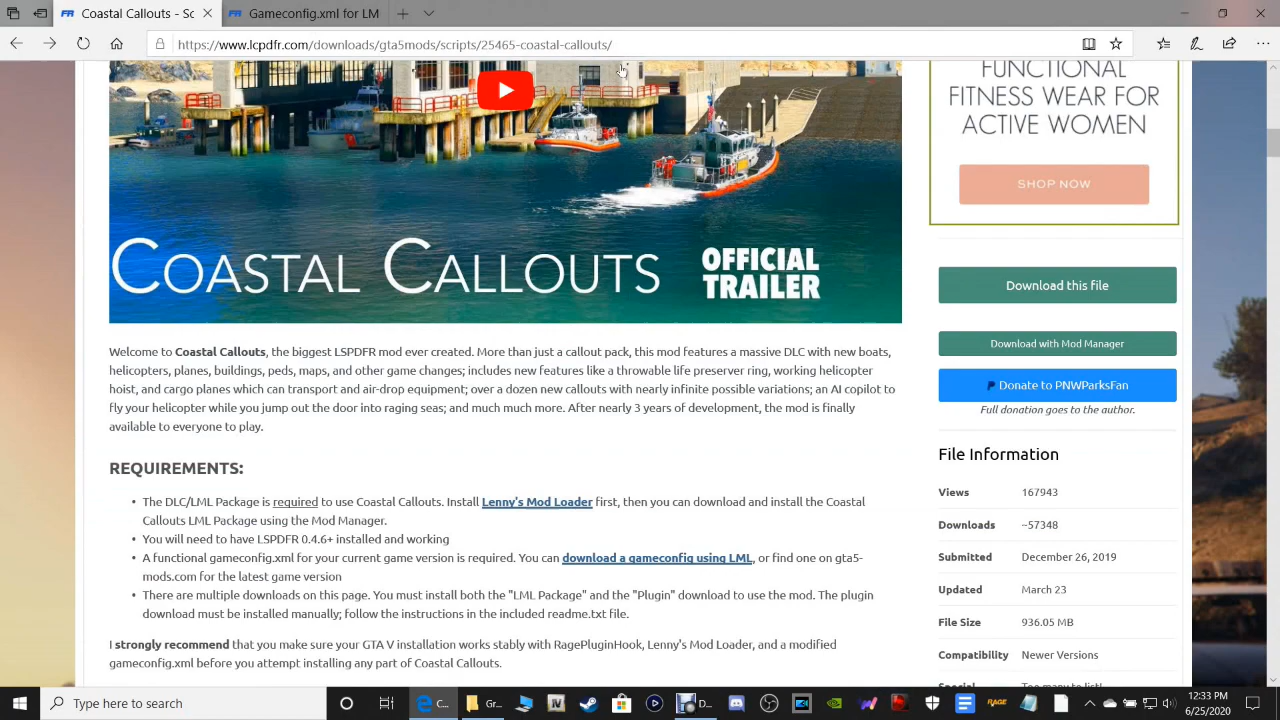 FR Coastal Callouts - Sc
https://www.lcpdfr.com/downloads/gta5mods/scripts/25465-coastal-callouts/
FUNCTIONAL
FITNESS WEAR FOR
ACTIVE WOMEN
SHOP NOW
COASTAL CALLOUTS
OFFICIAL
TRAILER
Download this file
Download with Mod Manager
Donate to PNWParksFan
Full donation goes to the author.
Welcome to Coastal Callouts, the biggest LSPDFR mod ever created. More than just a callout pack, this mod features a massive DLC with new boats,
helicopters, planes, buildings, peds, maps, and other game changes; includes new features like a throwable life preserver ring, working helicopter
hoist, and cargo planes which can transport and air-drop equipment; over a dozen new callouts with nearly infinite possible variations; an AI copilot to
fly your helicopter while you jump out the door into raging seas; and much much more. After nearly 3 years of development, the mod is finally
available to everyone to play.
REQUIREMENTS:
• The DLC/LML Package is required to use Coastal Callouts. Install Lenny's Mod Loader first, then you can download and install the Coastal
Callouts LML Package using the Mod Manager.
• You will need to have LSPDFR 0.4.6+ installed and working
• A functional gameconfig.xml for your current game version is required. You can download a gameconfig using LML, or find one on gta5-
mods.com for the latest game version
• There are multiple downloads on this page. You must install both the "LML Package" and the "Plugin" download to use the mod. The plugin
download must be installed manually; follow the instructions in the included readme.txt file.
I strongly recommend that you make sure your GTA V installation works stably with RagePluginHook, Lenny's Mod Loader, and a modified
gameconfig.xml before you attempt installing any part of Coastal Callouts.
File Information
Views 167943
Downloads ~57348
Submitted December 26, 2019
Updated March 23
File Size 936.05 MB
Compatibility Newer Versions
Type here to search
C...
Gr...
D...
RAGE
12:33 PM
6/25/2020